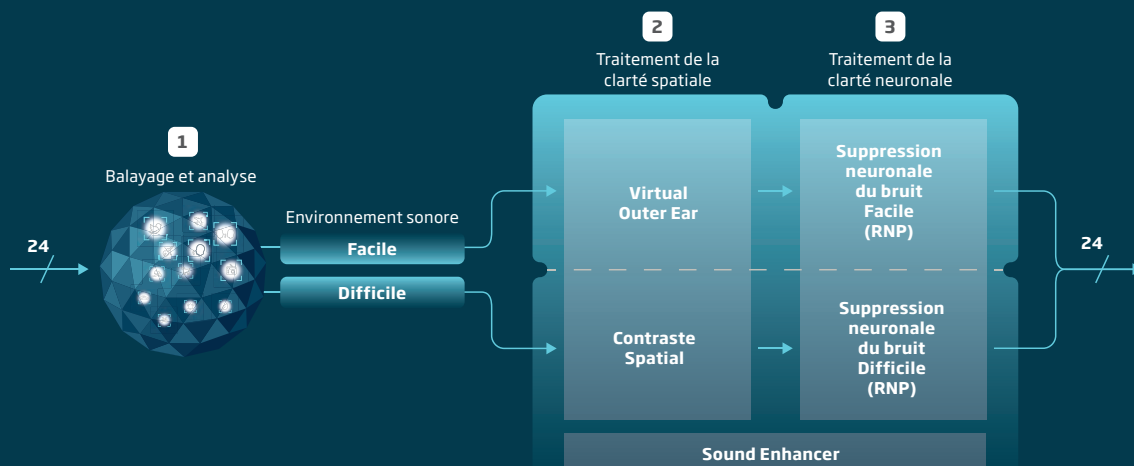 2
Traitement de la
clarté spatiale
3
Traitement de la
clarté neuronale
1
Balayage et analyse
24
Environnement sonore
Facile
Difficile
Virtual
Outer Ear
Contraste
Spatial
Suppression
neuronale
du bruit
Facile
(RNP)
Suppression
neuronale
du bruit
Difficile
(RNP)
Sound Enhancer
24